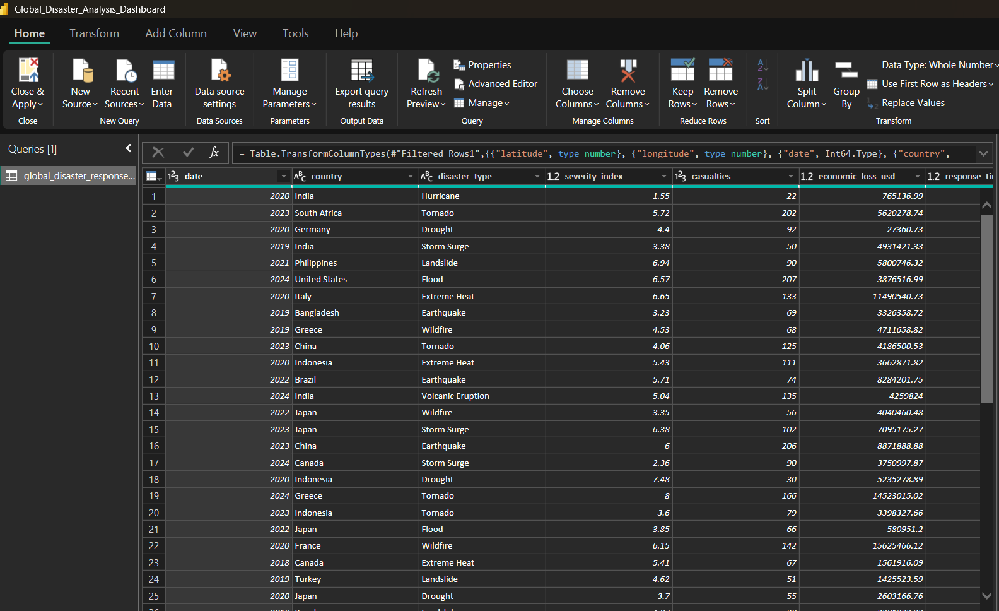 Global_Disaster_Analysis_Dashboard
Home Transform Add Column View Tools Help
Close & Apply
Close
New Source
Recent Sources
Enter Data
New Query
Data source settings
Data Sources
Manage Parameters
Parameters
Export query results
Output Data
Refresh Preview
Properties
Advanced Editor
Manage
Query
Choose Columns
Remove Columns
Manage Columns
Keep Rows
Remove Rows
Reduce Rows
Sort
Split Column
Group By
Data Type: Whole Number
Use First Row as Headers
Replace Values
Transform
Queries [1]
global_disaster_response...
fx
= Table.TransformColumnTypes(#"Filtered Rows1",{{"latitude", type number}, {"longitude", type number}, {"date", Int64.Type}, {"country",
123 date ABC country ABC disaster_type 1.2 severity_index 123 casualties 1.2 economic_loss_usd 1.2 response_tir
1 2020 India Hurricane 1.55 22 765136.99
2 2023 South Africa Tornado 5.72 202 5620278.74
3 2020 Germany Drought 4.4 92 27360.73
4 2019 India Storm Surge 3.38 50 4931421.33
5 2021 Philippines Landslide 6.94 90 5800746.32
6 2024 United States Flood 6.57 207 3876516.99
7 2020 Italy Extreme Heat 6.65 133 11490540.73
8 2019 Bangladesh Earthquake 3.23 69 3326358.72
9 2019 Greece Wildfire 4.53 68 4711658.82
10 2023 China Tornado 4.06 125 4186500.53
11 2020 Indonesia Extreme Heat 5.43 111 3662871.82
12 2022 Brazil Earthquake 5.71 74 8284201.75
13 2024 India Volcanic Eruption 5.04 135 4259824
14 2022 Japan Wildfire 3.35 56 4040460.48
15 2023 Japan Storm Surge 6.38 102 7095175.27
16 2023 China Earthquake 6 206 8871888.88
17 2024 Canada Storm Surge 2.36 90 3750997.87
18 2020 Indonesia Drought 7.48 30 5235278.89
19 2024 Greece Tornado 8 166 14523015.02
20 2023 Indonesia Tornado 3.6 79 3398327.66
21 2022 Japan Flood 3.85 66 580951.2
22 2020 France Wildfire 6.15 142 15625466.12
23 2018 Canada Extreme Heat 5.41 67 1561916.09
24 2019 Turkey Landslide 4.62 51 1425523.59
25 2020 Japan Drought 3.7 55 2603166.76